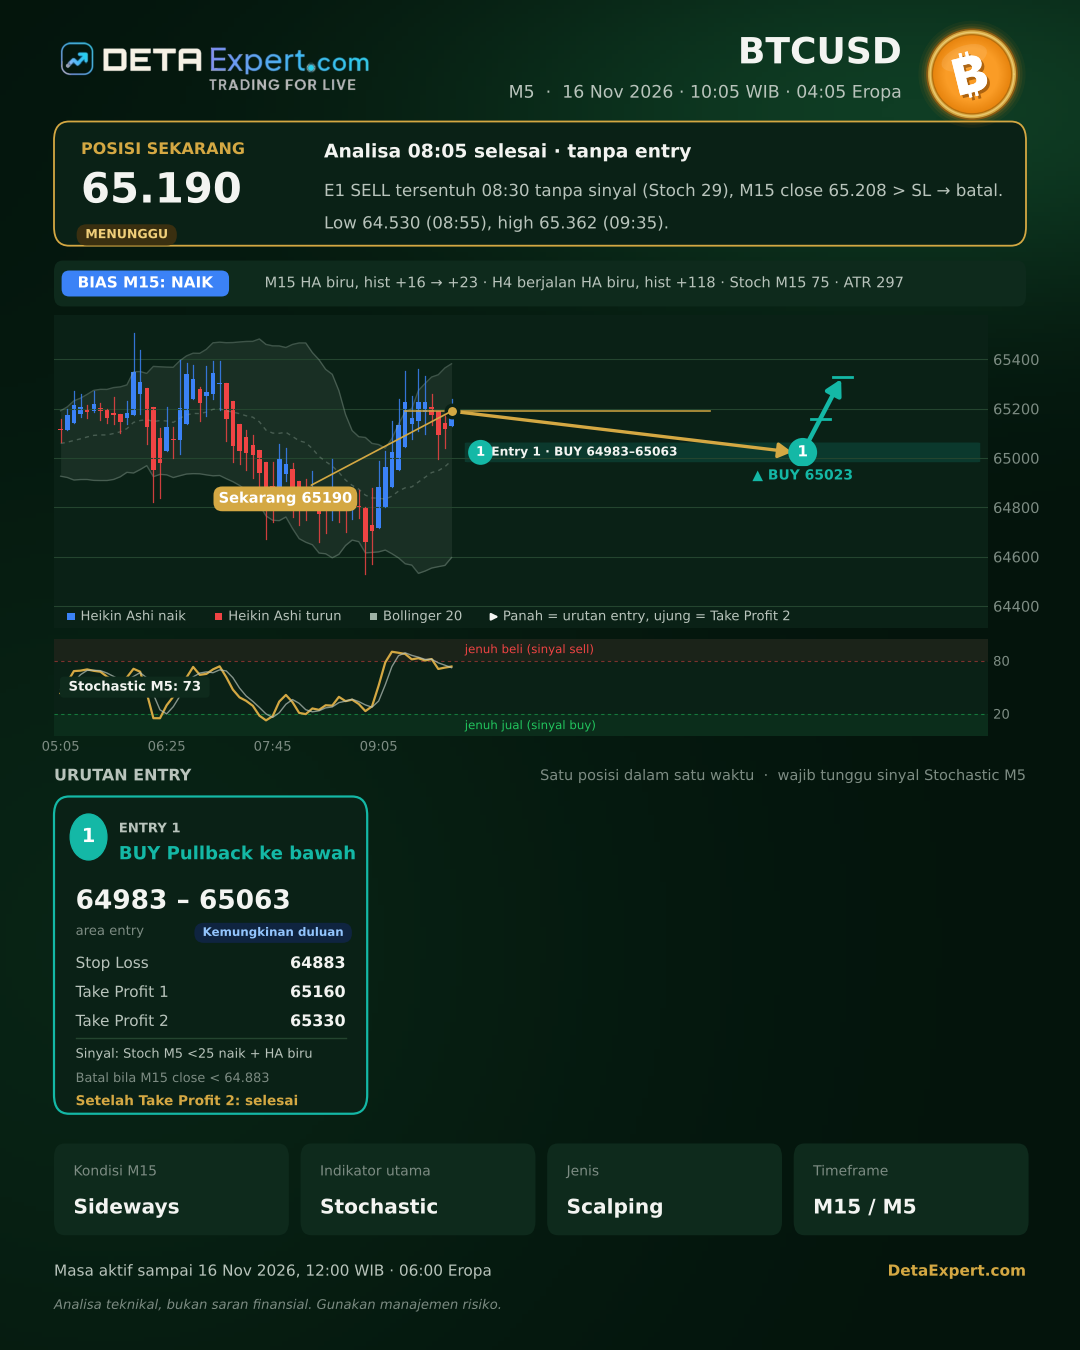 DETA Expert.com
TRADING FOR LIVE
BTCUSD
M5 · 16 Nov 2026 · 10:05 WIB · 04:05 Eropa
POSISI SEKARANG
65.190
MENUNGGU
Analisa 08:05 selesai · tanpa entry
E1 SELL tersentuh 08:30 tanpa sinyal (Stoch 29), M15 close 65.208 > SL → batal.
Low 64.530 (08:55), high 65.362 (09:35).
BIAS M15: NAIK
M15 HA biru, hist +16 → +23 · H4 berjalan HA biru, hist +118 · Stoch M15 75 · ATR 297
65400
65200
65000
64800
64600
64400
1 Entry 1 · BUY 64983–65063
1
▲ BUY 65023
Sekarang 65190
Heikin Ashi naik
Heikin Ashi turun
Bollinger 20
Panah = urutan entry, ujung = Take Profit 2
jenuh beli (sinyal sell)
80
Stochastic M5: 73
20
jenuh jual (sinyal buy)
05:05 06:25 07:45 09:05
URUTAN ENTRY
Satu posisi dalam satu waktu · wajib tunggu sinyal Stochastic M5
1
ENTRY 1
BUY Pullback ke bawah
64983 – 65063
area entry
Kemungkinan duluan
Stop Loss 64883
Take Profit 1 65160
Take Profit 2 65330
Sinyal: Stoch M5 <25 naik + HA biru
Batal bila M15 close < 64.883
Setelah Take Profit 2: selesai
Kondisi M15
Sideways
Indikator utama
Stochastic
Jenis
Scalping
Timeframe
M15 / M5
Masa aktif sampai 16 Nov 2026, 12:00 WIB · 06:00 Eropa
DetaExpert.com
Analisa teknikal, bukan saran finansial. Gunakan manajemen risiko.